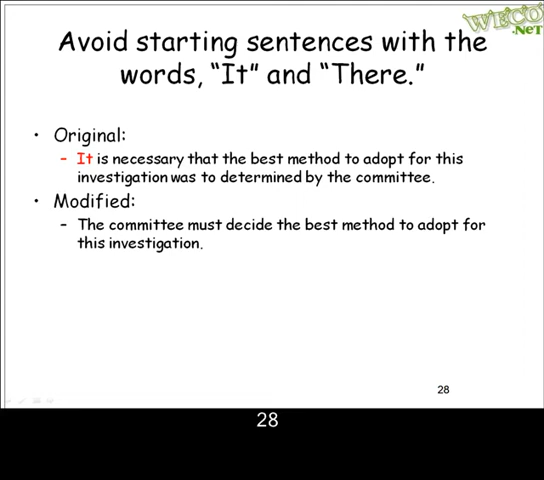 WECO
.NeT
Avoid starting sentences with the
words, “It” and “There.”
• Original:
– It is necessary that the best method to adopt for this
investigation was to determined by the committee.
• Modified:
– The committee must decide the best method to adopt for
this investigation.
28
28